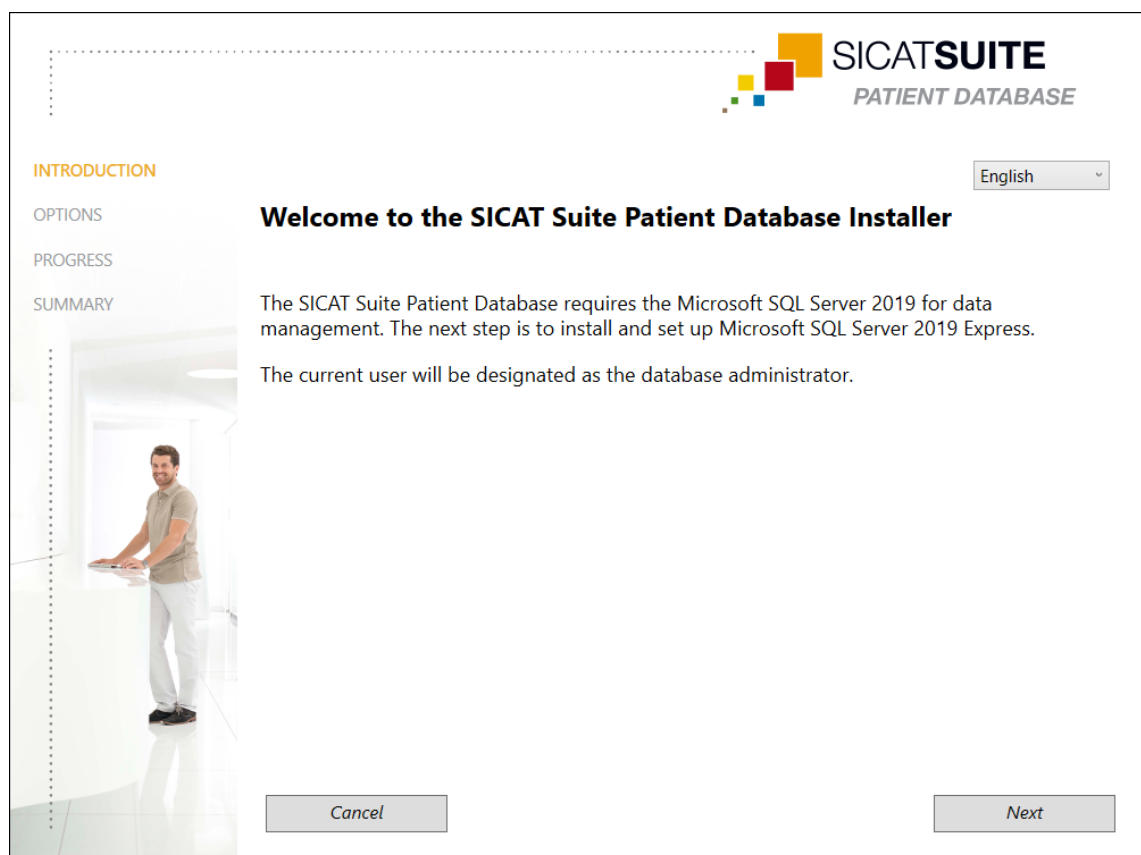 SICATSUITE
PATIENT DATABASE
INTRODUCTION
English
OPTIONS
Welcome to the SICAT Suite Patient Database Installer
PROGRESS
SUMMARY
The SICAT Suite Patient Database requires the Microsoft SQL Server 2019 for data
management. The next step is to install and set up Microsoft SQL Server 2019 Express.
The current user will be designated as the database administrator.
Cancel
Next